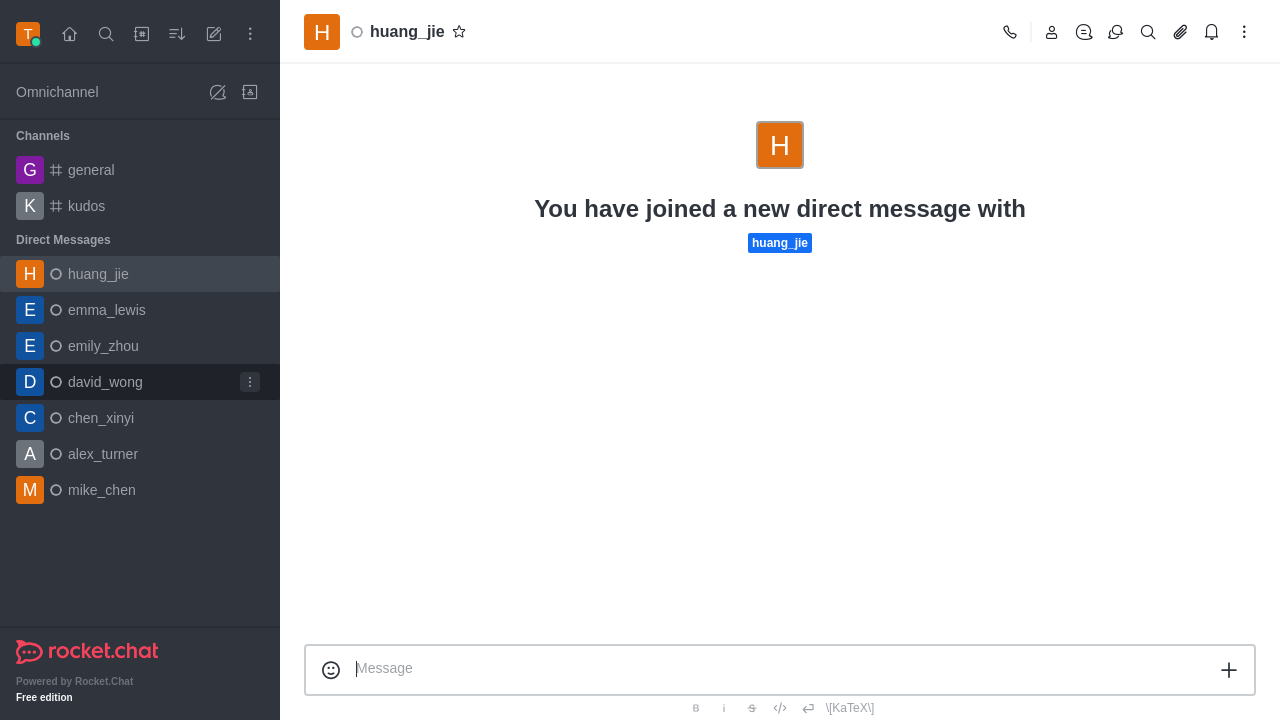 T
Omnichannel
Channels
G general
K kudos
Direct Messages
H huang_jie
E emma_lewis
E emily_zhou
D david_wong
C chen_xinyi
A alex_turner
M mike_chen
rocket.chat
Powered by Rocket.Chat
Free edition
H huang_jie
H
You have joined a new direct message with
huang_jie
Message
B i S \[KaTeX\]